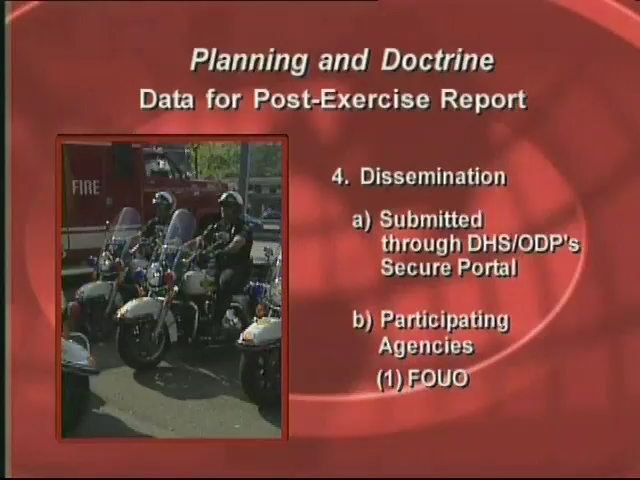 Planning and Doctrine
Data for Post-Exercise Report
FIRE
4. Dissemination
a) Submitted
through DHS/ODP's
Secure Portal
b) Participating
Agencies
(1) FOUO